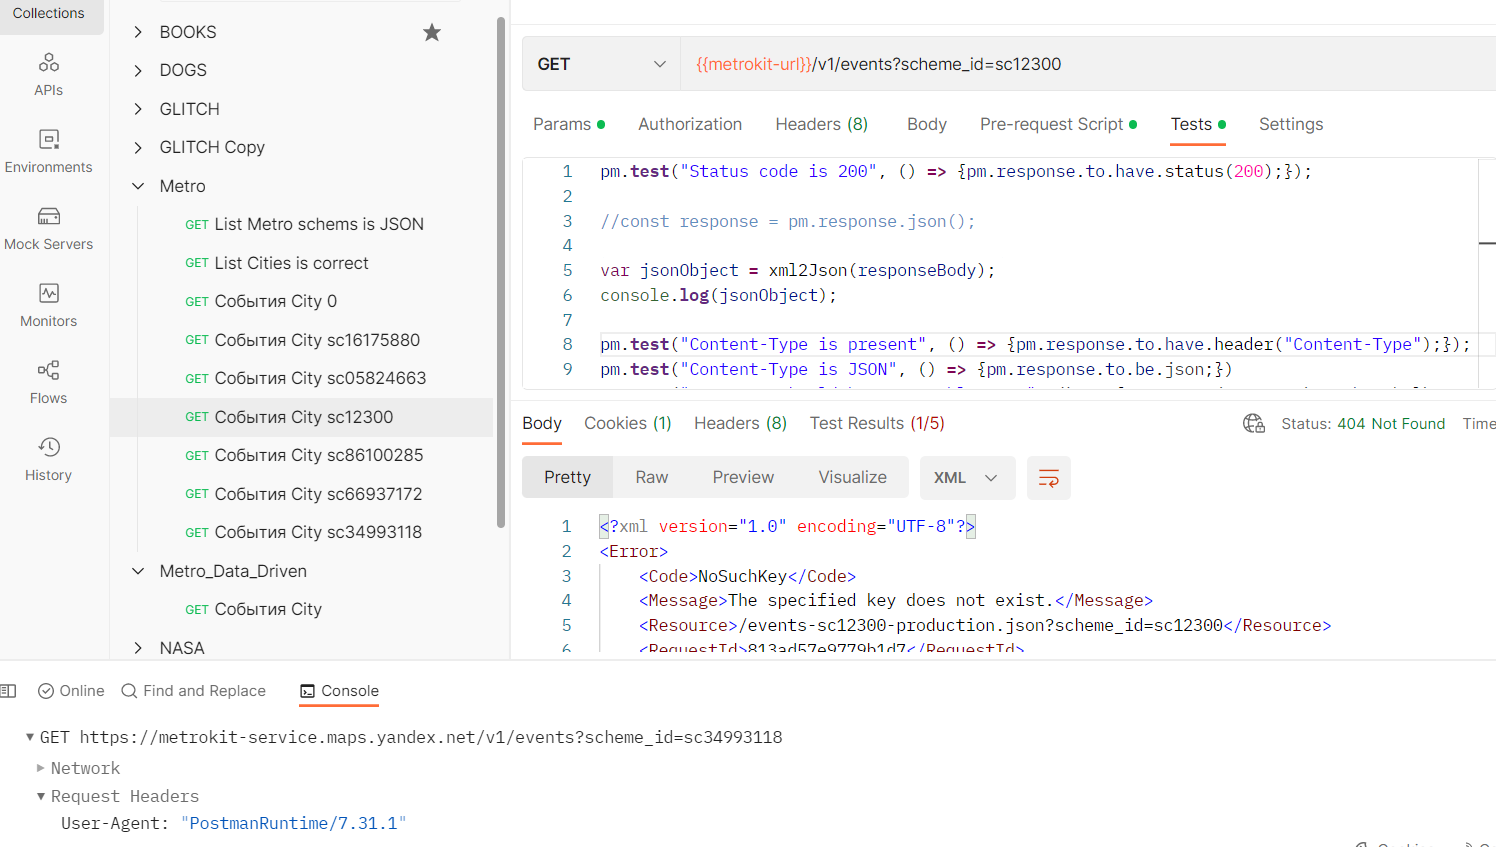 Collections
APIs
Environments
Mock Servers
Monitors
Flows
History
BOOKS
DOGS
GLITCH
GLITCH Copy
Metro
GET List Metro schems is JSON
GET List Cities is correct
GET События City 0
GET События City sc16175880
GET События City sc05824663
GET События City sc12300
GET События City sc86100285
GET События City sc66937172
GET События City sc34993118
Metro_Data_Driven
GET События City
NASA
GET {{metrokit-url}}/v1/events?scheme_id=sc12300
Params Authorization Headers (8) Body Pre-request Script Tests Settings
1 pm.test("Status code is 200", () => {pm.response.to.have.status(200);});
2
3 //const response = pm.response.json();
4
5 var jsonObject = xml2Json(responseBody);
6 console.log(jsonObject);
7
8 pm.test("Content-Type is present", () => {pm.response.to.have.header("Content-Type");});
9 pm.test("Content-Type is JSON", () => {pm.response.to.be.json;})
Body Cookies (1) Headers (8) Test Results (1/5) Status: 404 Not Found Time
Pretty Raw Preview Visualize XML
1 <?xml version="1.0" encoding="UTF-8"?>
2 <Error>
3 <Code>NoSuchKey</Code>
4 <Message>The specified key does not exist.</Message>
5 <Resource>/events-sc12300-production.json?scheme_id=sc12300</Resource>
6 <RequestId>813ad57e9779b1d7</RequestId>
Online Find and Replace Console
GET https://metrokit-service.maps.yandex.net/v1/events?scheme_id=sc34993118
Network
Request Headers
User-Agent: "PostmanRuntime/7.31.1"